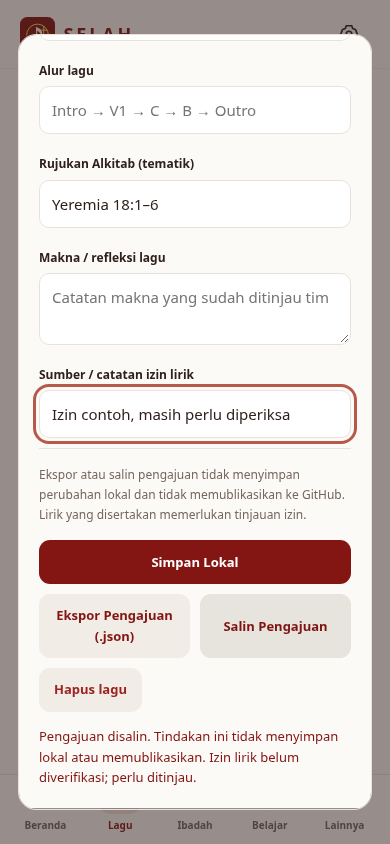 SELAH
Alur lagu
Intro → V1 → C → B → Outro
Rujukan Alkitab (tematik)
Yeremia 18:1–6
Makna / refleksi lagu
Catatan makna yang sudah ditinjau tim
Sumber / catatan izin lirik
Izin contoh, masih perlu diperiksa
Ekspor atau salin pengajuan tidak menyimpan
perubahan lokal dan tidak memublikasikan ke GitHub.
Lirik yang disertakan memerlukan tinjauan izin.
Simpan Lokal
Ekspor Pengajuan
(.json)
Salin Pengajuan
Hapus lagu
Pengajuan disalin. Tindakan ini tidak menyimpan
lokal atau memublikasikan. Izin lirik belum
diverifikasi; perlu ditinjau.
Beranda
Lagu
Ibadah
Belajar
Lainnya